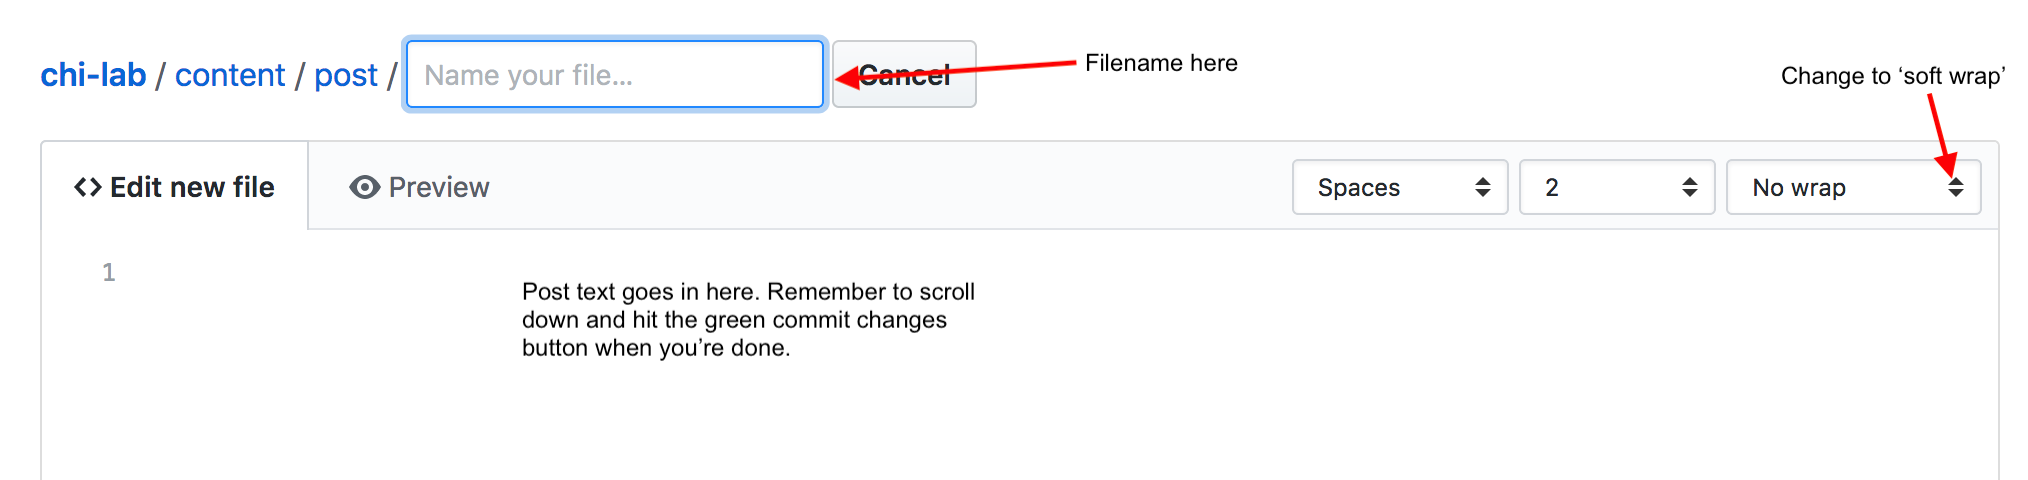 chi-lab / content / post / Name your file... Cancel
Filename here
Change to ‘soft wrap’
<> Edit new file Preview Spaces 2 No wrap
1
Post text goes in here. Remember to scroll
down and hit the green commit changes
button when you’re done.